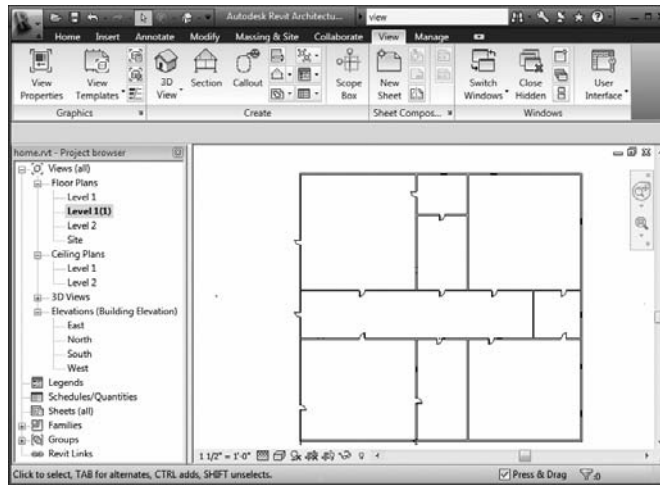 Autodesk Revit Architectu...
view
Home Insert Annotate Modify Massing & Site Collaborate View Manage
View Properties
View Templates
3D View
Section
Callout
Scope Box
New Sheet
Switch Windows
Close Hidden
User Interface
Graphics
Create
Sheet Compos...
Windows
home.rvt - Project browser
Views (all)
Floor Plans
Level 1
Level 1(1)
Level 2
Site
Ceiling Plans
Level 1
Level 2
3D Views
Elevations (Building Elevation)
East
North
South
West
Legends
Schedules/Quantities
Sheets (all)
Families
Groups
Revit Links
1 1/2" = 1'-0"
Click to select, TAB for alternates, CTRL adds, SHIFT unselects.
Press & Drag
:0